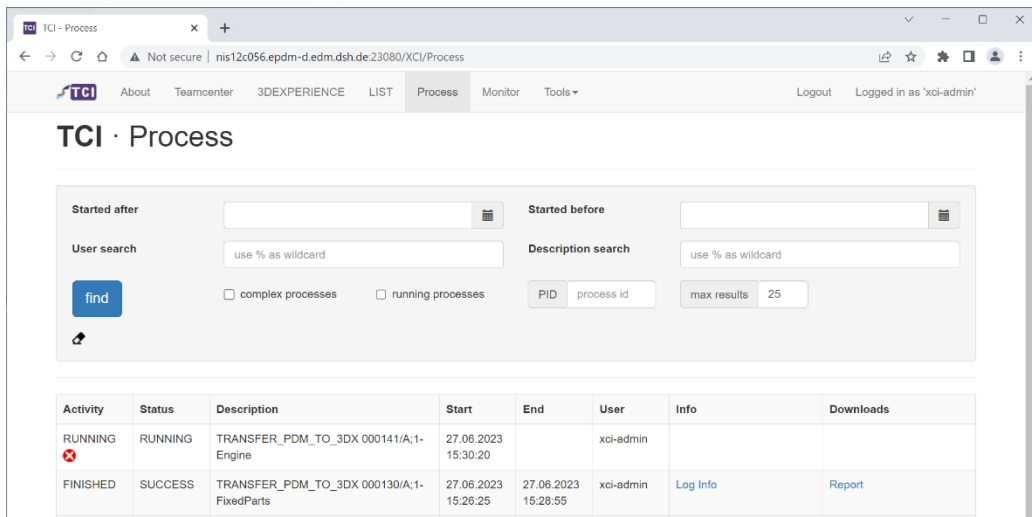 TCI TCI - Process
Not secure | nis12c056.epdm-d.edm.dsh.de:23080/XCI/Process
TCI About Teamcenter 3DEXPERIENCE LIST Process Monitor Tools Logout Logged in as 'xci-admin'
TCI · Process
Started after Started before
User search use % as wildcard Description search use % as wildcard
find complex processes running processes PID process id max results 25
Activity Status Description Start End User Info Downloads
RUNNING RUNNING TRANSFER_PDM_TO_3DX 000141/A;1- 27.06.2023 xci-admin
Engine 15:30:20
FINISHED SUCCESS TRANSFER_PDM_TO_3DX 000130/A;1- 27.06.2023 27.06.2023 xci-admin Log Info Report
FixedParts 15:26:25 15:28:55